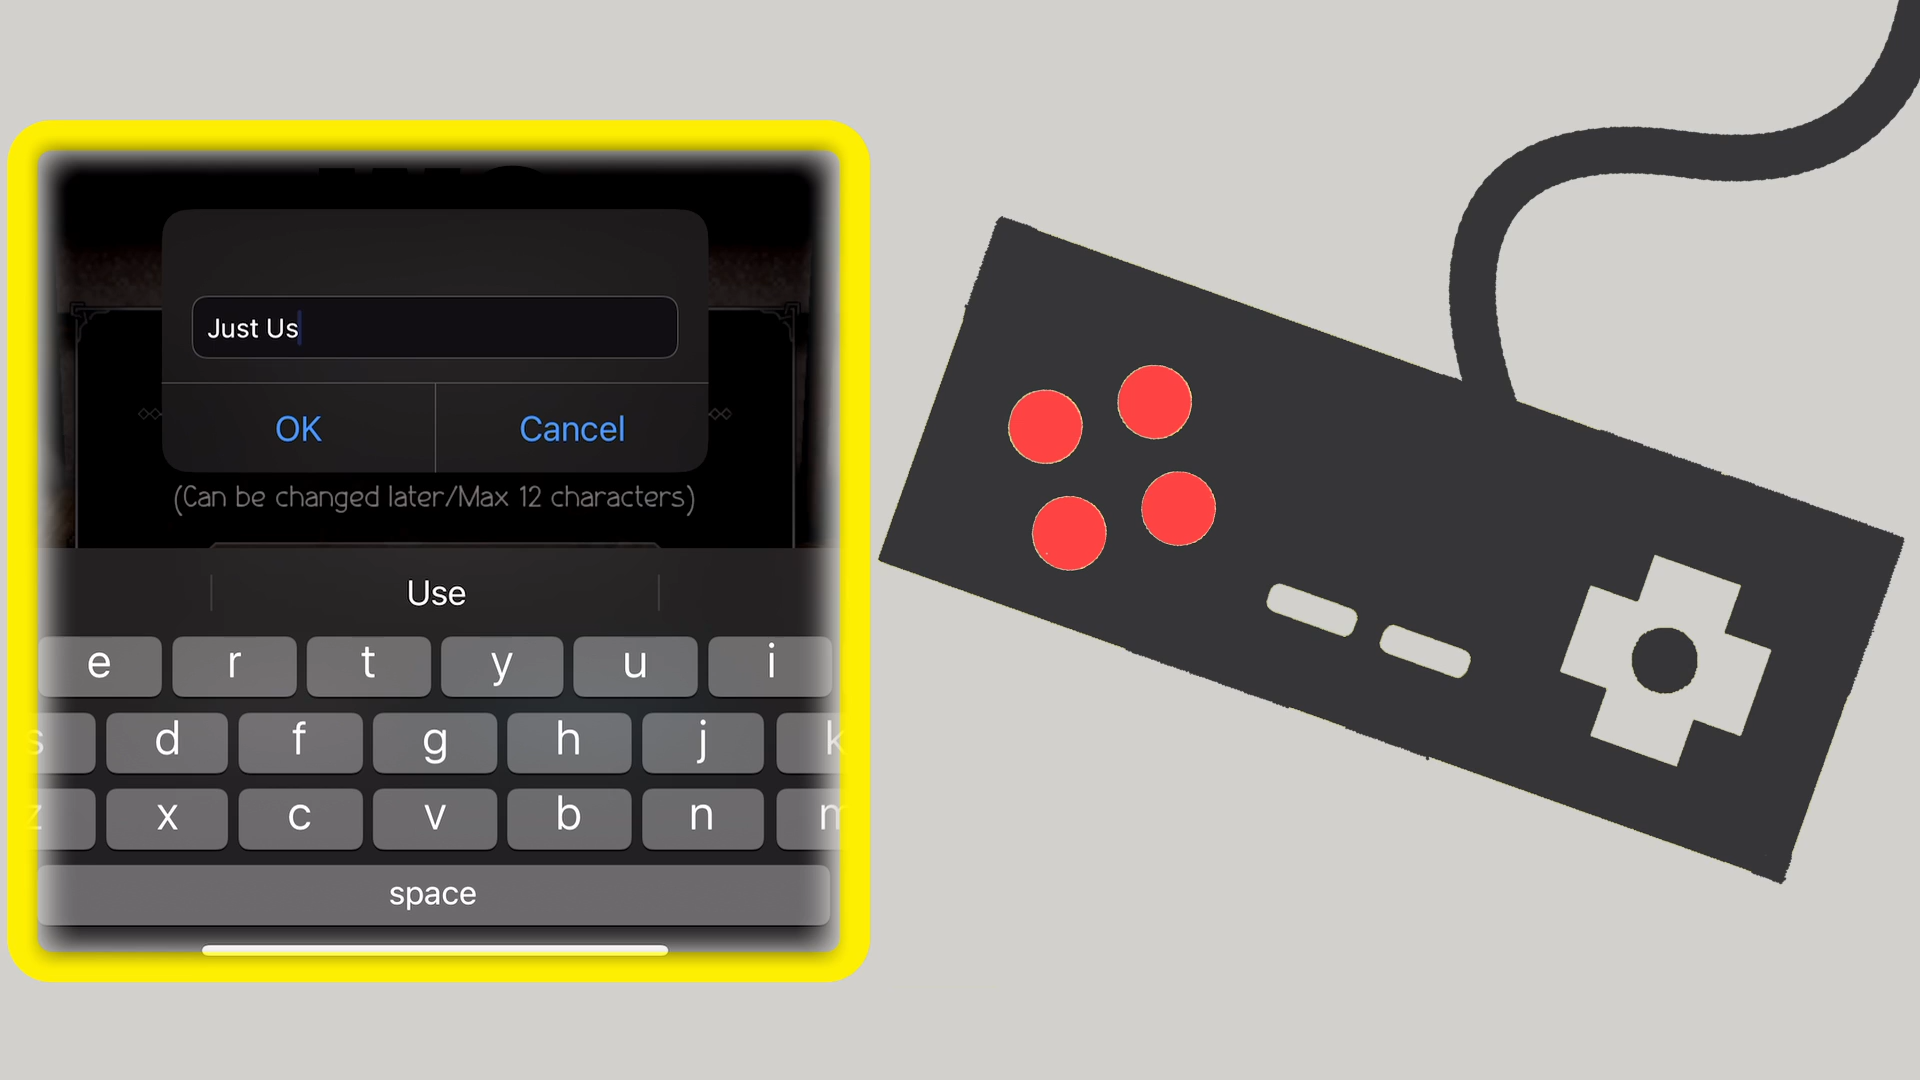 Just Us
OK Cancel
(Can be changed later/Max 12 characters)
Use
e r t y u i
s d f g h j k
z x c v b n m
space